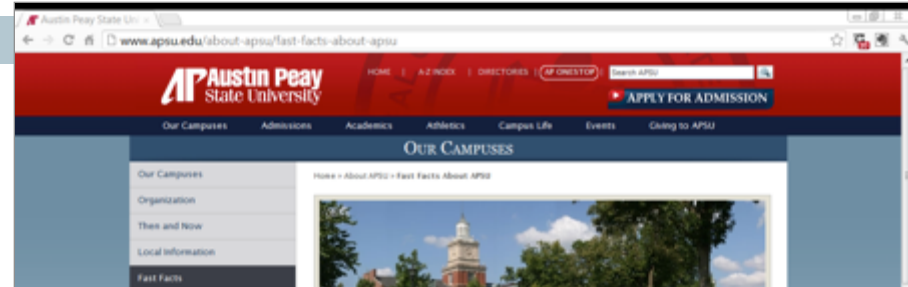 Austin Peay State Uni
www.apsu.edu/about-apsu/fast-facts-about-apsu
AP Austin Peay
State University
HOME | A-Z INDEX | DIRECTORIES | AP ONESTOP | Search APSU
APPLY FOR ADMISSION
Our Campuses Admissions Academics Athletics Campus Life Events Giving to APSU
OUR CAMPUSES
Our Campuses
Home » About APSU » Fast Facts About APSU
Organization
Then and Now
Local Information
Fast Facts